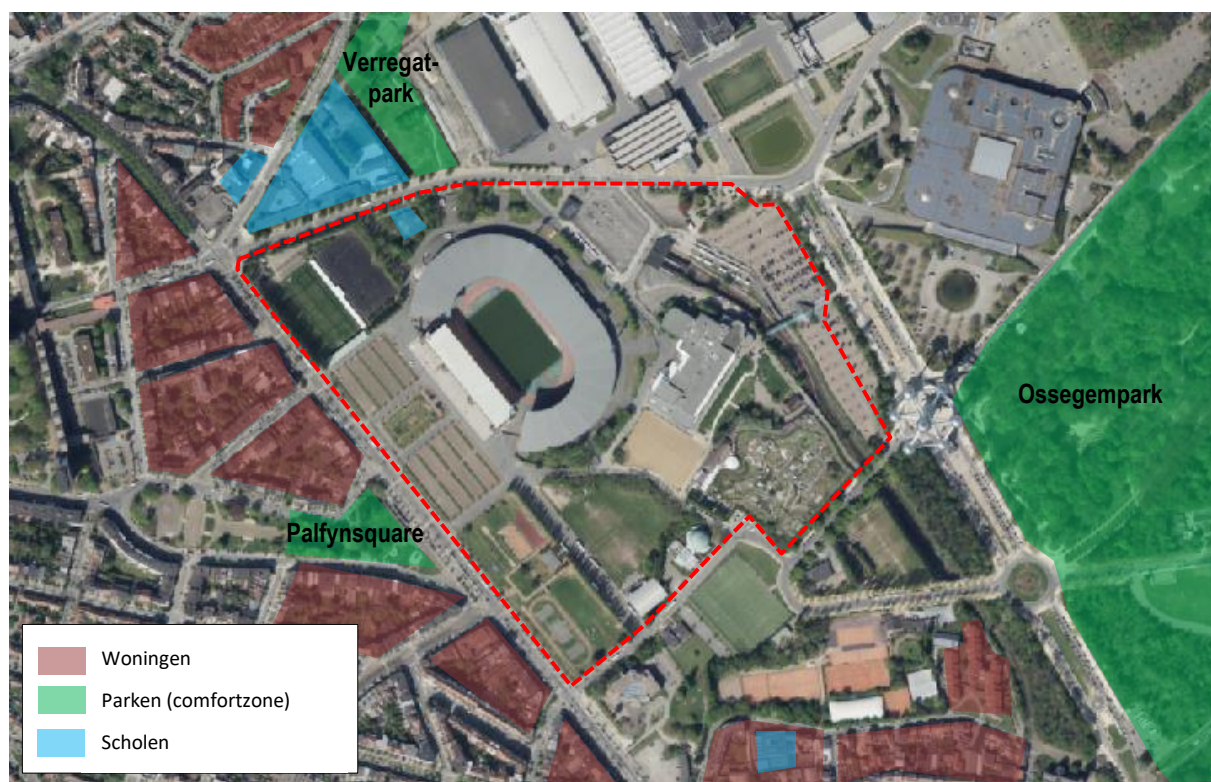 Verregat-
park
Ossegempark
Palfynsquare
Woningen
Parken (comfortzone)
Scholen